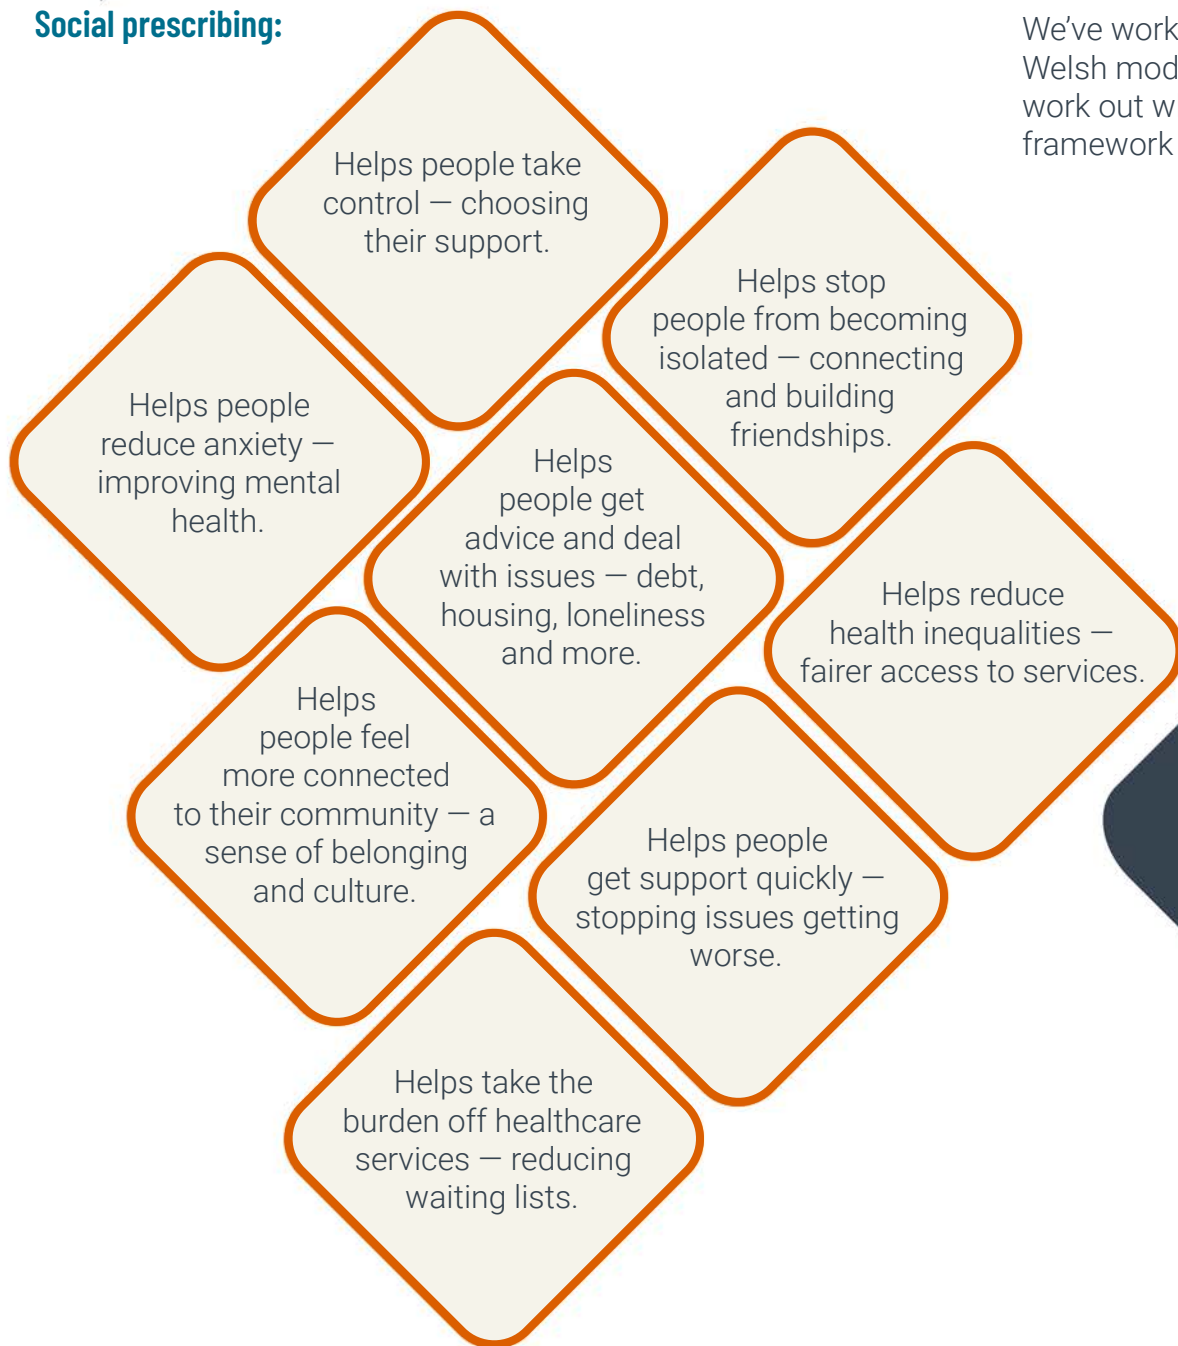 Social prescribing:
Helps people take
control — choosing
their support.
Helps stop
people from becoming
isolated — connecting
and building
friendships.
Helps people
reduce anxiety —
improving mental
health.
Helps
people get
advice and deal
with issues — debt,
housing, loneliness
and more.
Helps reduce
health inequalities —
fairer access to services.
Helps
people feel
more connected
to their community — a
sense of belonging
and culture.
Helps people
get support quickly —
stopping issues getting
worse.
Helps take the
burden off healthcare
services — reducing
waiting lists.
We’ve work
Welsh mod
work out w
framework